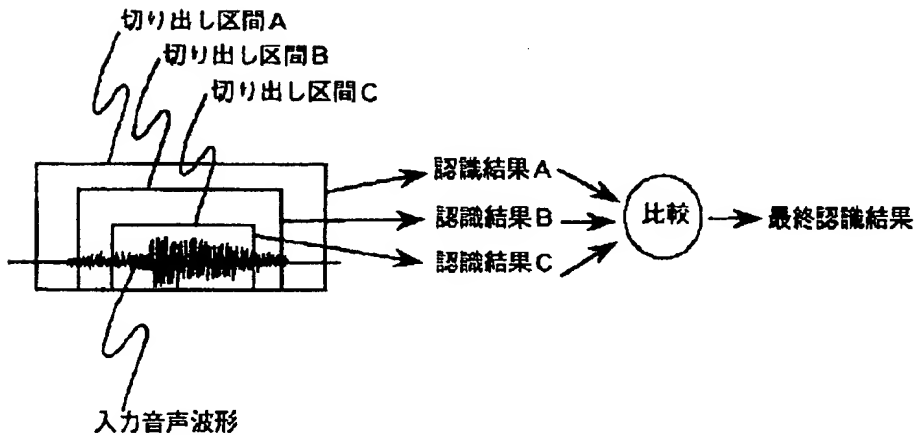 切り出し区間A
切り出し区間B
切り出し区間C
認識結果A
認識結果B
認識結果C
比較
最終認識結果
入力音声波形